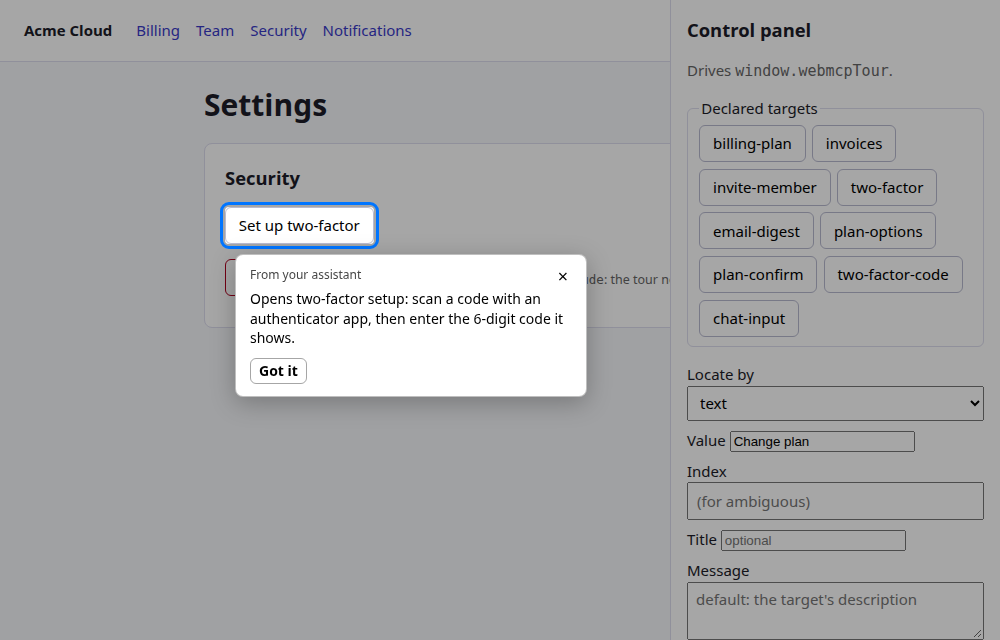 Acme Cloud Billing Team Security Notifications
Settings
Security
Set up two-factor
ide: the tour n
From your assistant ×
Opens two-factor setup: scan a code with an
authenticator app, then enter the 6-digit code it
shows.
Got it
Control panel
Drives window.webmcpTour.
Declared targets
billing-plan invoices
invite-member two-factor
email-digest plan-options
plan-confirm two-factor-code
chat-input
Locate by
text
Value Change plan
Index
(for ambiguous)
Title optional
Message
default: the target's description